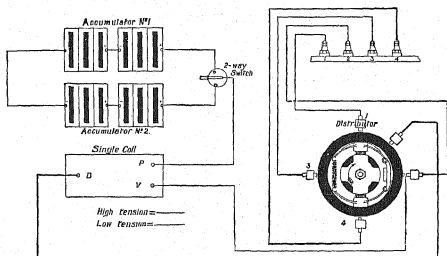 Accumulator Nº1
2-way
Switch
Accumulator Nº2.
Single Coil
P
D
V
High tension=
Low tension=
1 2 3 4
1
Distributor
3
4